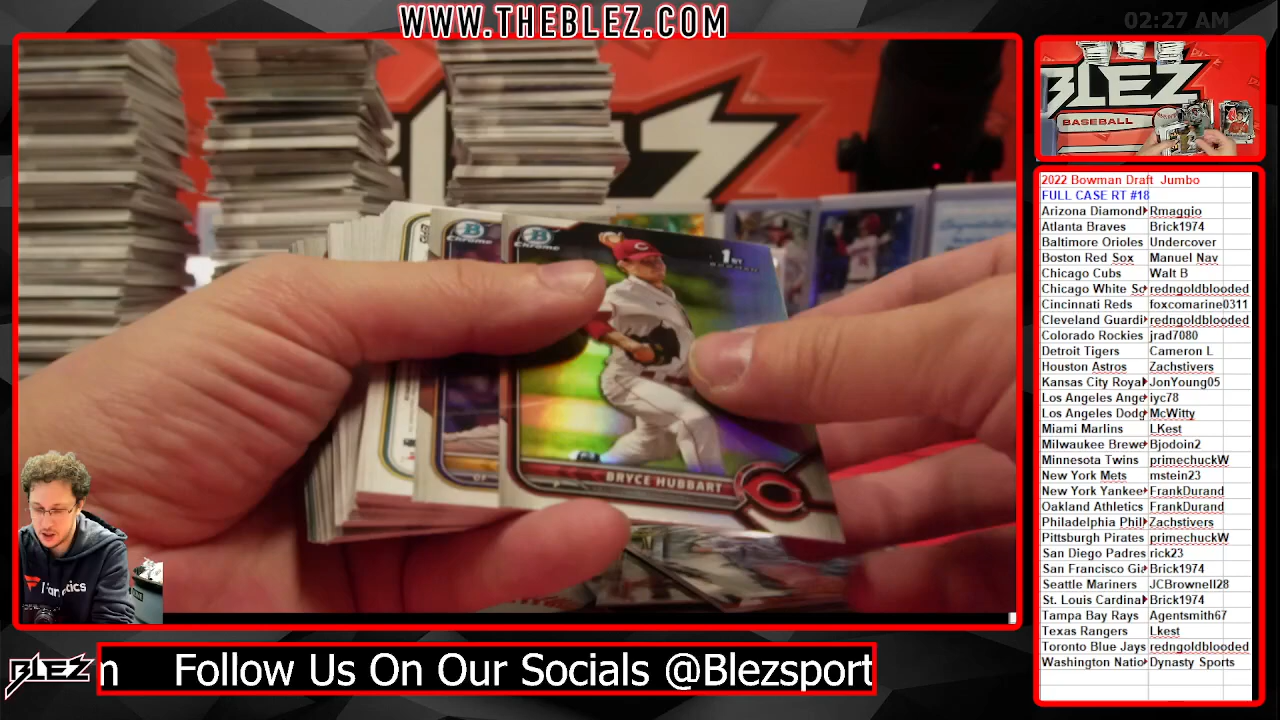 WWW.THEBLEZ.COM
02:27 AM
BLEZ
BASEBALL
CHROME
CHROME
1ST
BOWMAN
BRYCE HUBBART
P
OF
2022 Bowman Draft Jumbo
FULL CASE RT #18
Arizona Diamond Rmaggio
Atlanta Braves Brick1974
Baltimore Orioles Undercover
Boston Red Sox Manuel Nav
Chicago Cubs Walt B
Chicago White So redngoldblooded
Cincinnati Reds foxcomarine0311
Cleveland Guardi redngoldblooded
Colorado Rockies jrad7080
Detroit Tigers Cameron L
Houston Astros Zachstivers
Kansas City Roya JonYoung05
Los Angeles Ange iyc78
Los Angeles Dodg McWitty
Miami Marlins LKest
Milwaukee Brewe Bjodoin2
Minnesota Twins primechuckW
New York Mets mstein23
New York Yankee FrankDurand
Oakland Athletics FrankDurand
Philadelphia Phil Zachstivers
Pittsburgh Pirates primechuckW
San Diego Padres rick23
San Francisco Gia Brick1974
Seattle Mariners JCBrownell28
St. Louis Cardina Brick1974
Tampa Bay Rays Agentsmith67
Texas Rangers Lkest
Toronto Blue Jays redngoldblooded
Washington Natio Dynasty Sports
BLEZ
m Follow Us On Our Socials @Blezsport